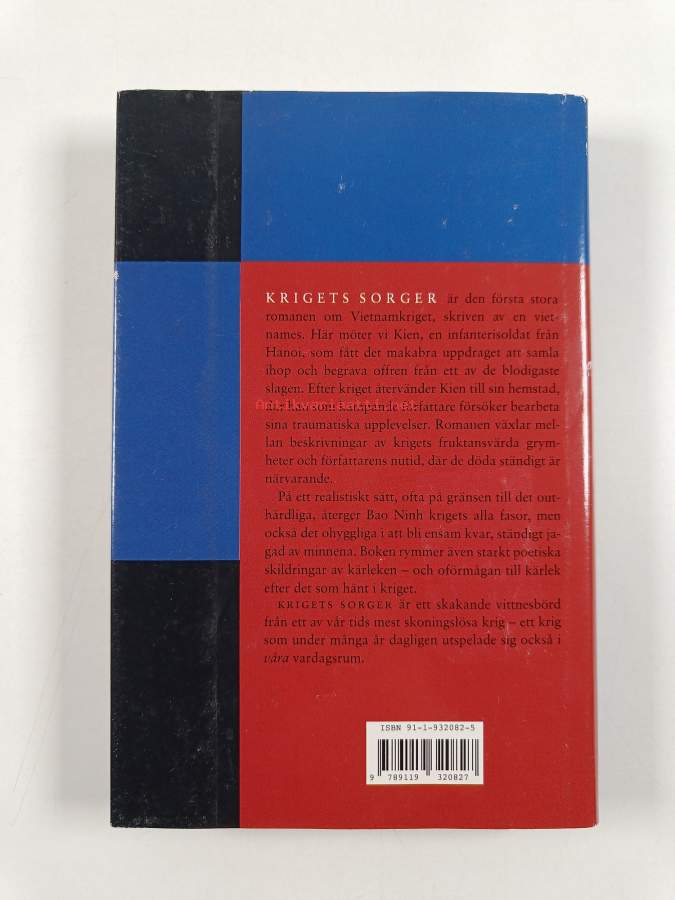 KRIGETS SORGER är den första stora
romanen om Vietnamkriget, skriven av en viet-
names. Här möter vi Kien, en infanterisoldat från
Hanoi, som fått det makabra uppdraget att samla
ihop och begrava offren från ett av de blodigaste
slagen. Efter kriget återvänder Kien till sin hemstad,
där han som kämpande författare försöker bearbeta
sina traumatiska upplevelser. Romanen växlar mel-
lan beskrivningar av krigets fruktansvärda grym-
heter och författarens nutid, där de döda ständigt är
närvarande.
På ett realistiskt sätt, ofta på gränsen till det out-
härdliga, återger Bao Ninh krigets alla fasor, men
också det ohyggliga i att bli ensam kvar, ständigt ja-
gad av minnena. Boken rymmer även starkt poetiska
skildringar av kärleken – och oförmågan till kärlek
efter det som hänt i kriget.
KRIGETS SORGER är ett skakande vittnesbörd
från ett av vår tids mest skoningslösa krig – ett krig
som under många år dagligen utspelade sig också i
våra vardagsrum.
ISBN 91-1-932082-5
9 789119 320827